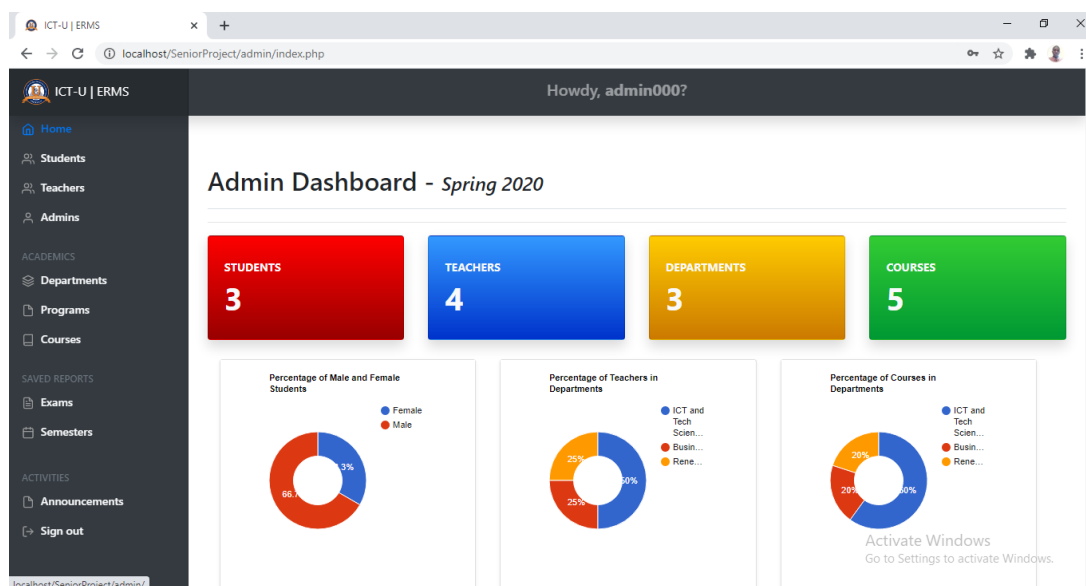 ICT-U | ERMS
localhost/SeniorProject/admin/index.php
ICT-U | ERMS
Howdy, admin000?
Home
Students
Teachers
Admins
ACADEMICS
Departments
Programs
Courses
SAVED REPORTS
Exams
Semesters
ACTIVITIES
Announcements
Sign out
Admin Dashboard - Spring 2020
STUDENTS
3
TEACHERS
4
DEPARTMENTS
3
COURSES
5
Percentage of Male and Female
Students
Female
Male
Percentage of Teachers in
Departments
ICT and
Tech
Scien...
Busin...
Rene...
25%
25%
Percentage of Courses in
Departments
ICT and
Tech
Scien...
Busin...
Rene...
20%
Activate Windows
Go to Settings to activate Windows.
localhost/SeniorProject/admin/